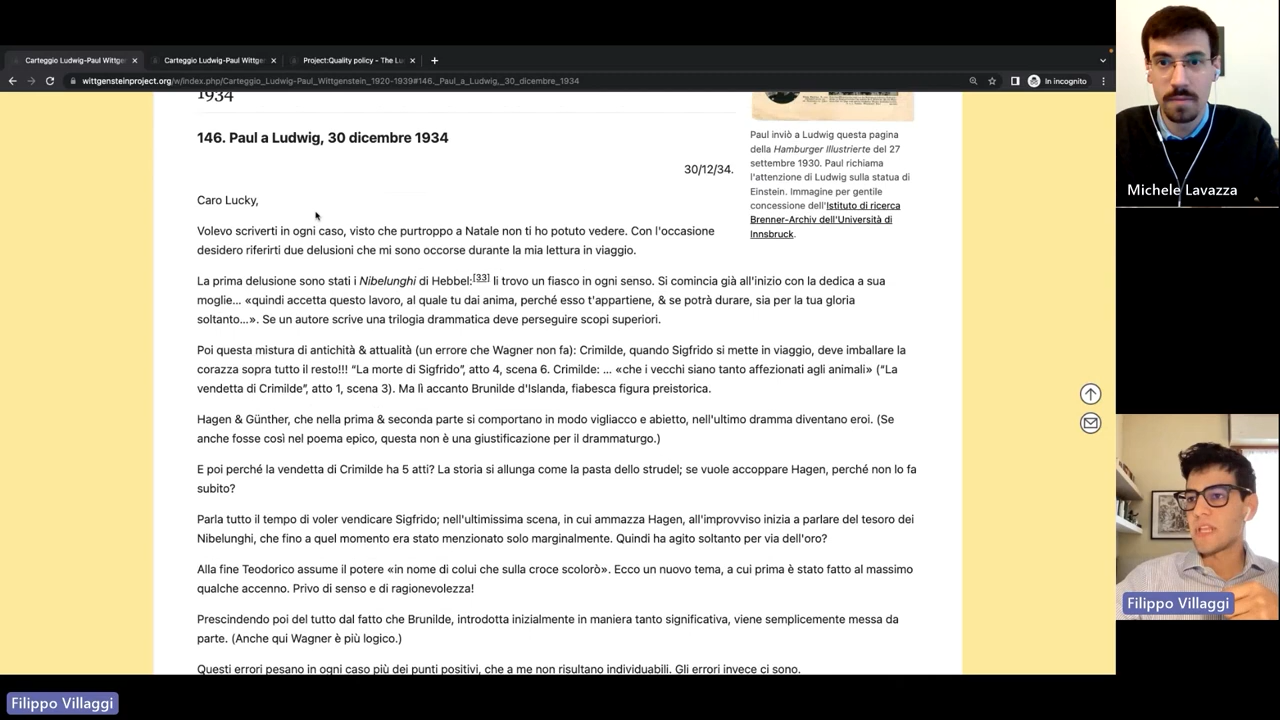 Carteggio Ludwig-Paul Wittgen
Carteggio Ludwig-Paul Wittgen
Project:Quality policy - The Lu
wittgensteinproject.org/w/index.php/Carteggio_Ludwig-Paul_Wittgenstein_1920-1939#146._Paul_a_Ludwig,_30_dicembre_1934
In incognito
1934
146. Paul a Ludwig, 30 dicembre 1934
30/12/34.
Caro Lucky,
Volevo scriverti in ogni caso, visto che purtroppo a Natale non ti ho potuto vedere. Con l'occasione
desidero riferirti due delusioni che mi sono occorse durante la mia lettura in viaggio.
La prima delusione sono stati i Nibelunghi di Hebbel:[33] li trovo un fiasco in ogni senso. Si comincia già all'inizio con la dedica a sua
moglie... «quindi accetta questo lavoro, al quale tu dai anima, perché esso t'appartiene, & se potrà durare, sia per la tua gloria
soltanto...». Se un autore scrive una trilogia drammatica deve perseguire scopi superiori.
Poi questa mistura di antichità & attualità (un errore che Wagner non fa): Crimilde, quando Sigfrido si mette in viaggio, deve imballare la
corazza sopra tutto il resto!!! “La morte di Sigfrido”, atto 4, scena 6. Crimilde: ... «che i vecchi siano tanto affezionati agli animali» (“La
vendetta di Crimilde”, atto 1, scena 3). Ma lì accanto Brunilde d'Islanda, fiabesca figura preistorica.
Hagen & Günther, che nella prima & seconda parte si comportano in modo vigliacco e abietto, nell'ultimo dramma diventano eroi. (Se
anche fosse così nel poema epico, questa non è una giustificazione per il drammaturgo.)
E poi perché la vendetta di Crimilde ha 5 atti? La storia si allunga come la pasta dello strudel; se vuole accoppare Hagen, perché non lo fa
subito?
Parla tutto il tempo di voler vendicare Sigfrido; nell'ultimissima scena, in cui ammazza Hagen, all'improvviso inizia a parlare del tesoro dei
Nibelunghi, che fino a quel momento era stato menzionato solo marginalmente. Quindi ha agito soltanto per via dell'oro?
Alla fine Teodorico assume il potere «in nome di colui che sulla croce scolorò». Ecco un nuovo tema, a cui prima è stato fatto al massimo
qualche accenno. Privo di senso e di ragionevolezza!
Prescindendo poi del tutto dal fatto che Brunilde, introdotta inizialmente in maniera tanto significativa, viene semplicemente messa da
parte. (Anche qui Wagner è più logico.)
Questi errori pesano in ogni caso più dei punti positivi, che a me non risultano individuabili. Gli errori invece ci sono.
Paul inviò a Ludwig questa pagina
della Hamburger Illustrierte del 27
settembre 1930. Paul richiama
l'attenzione di Ludwig sulla statua di
Einstein. Immagine per gentile
concessione dell'Istituto di ricerca
Brenner-Archiv dell'Università di
Innsbruck.
Michele Lavazza
Filippo Villaggi
Filippo Villaggi